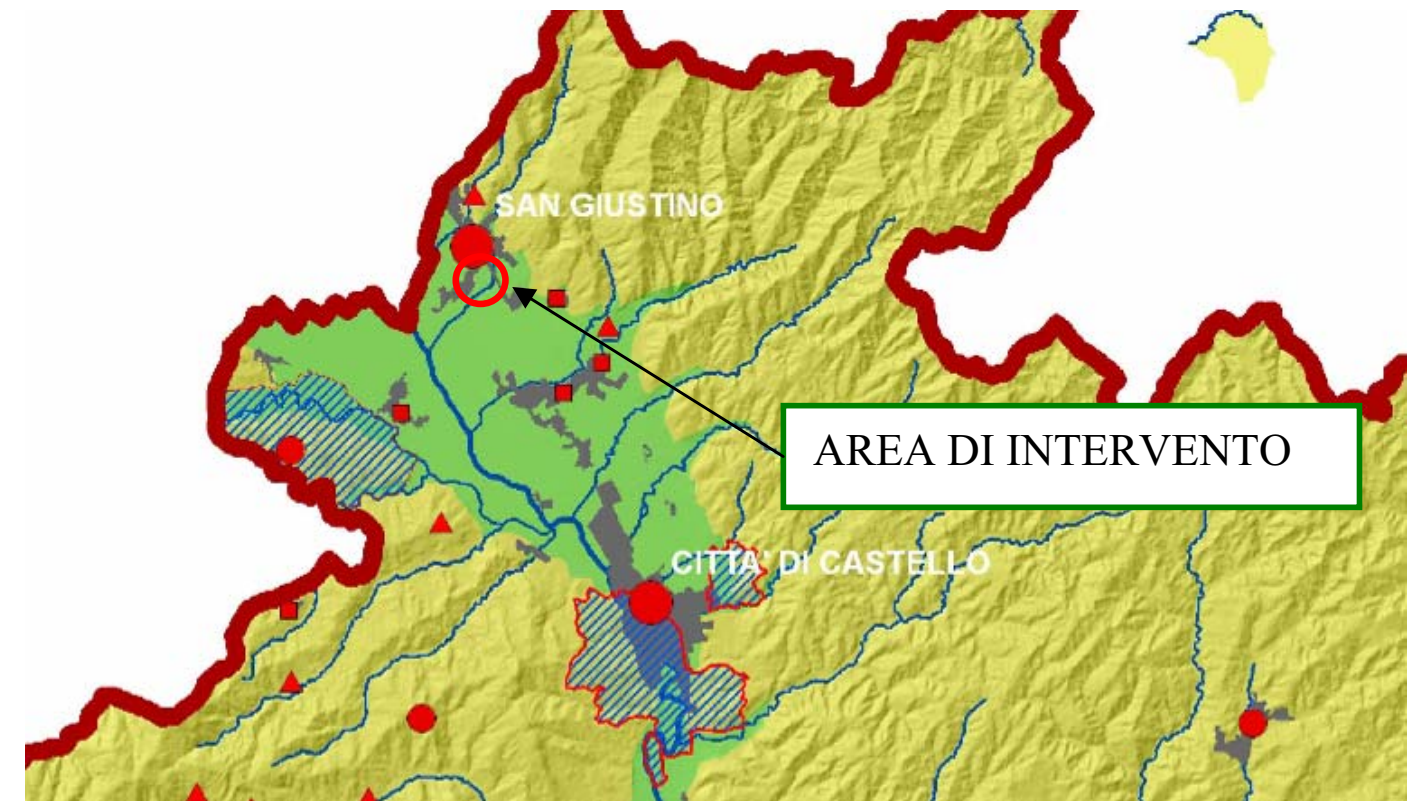 SAN GIUSTINO
AREA DI INTERVENTO
CITTA' DI CASTELLO